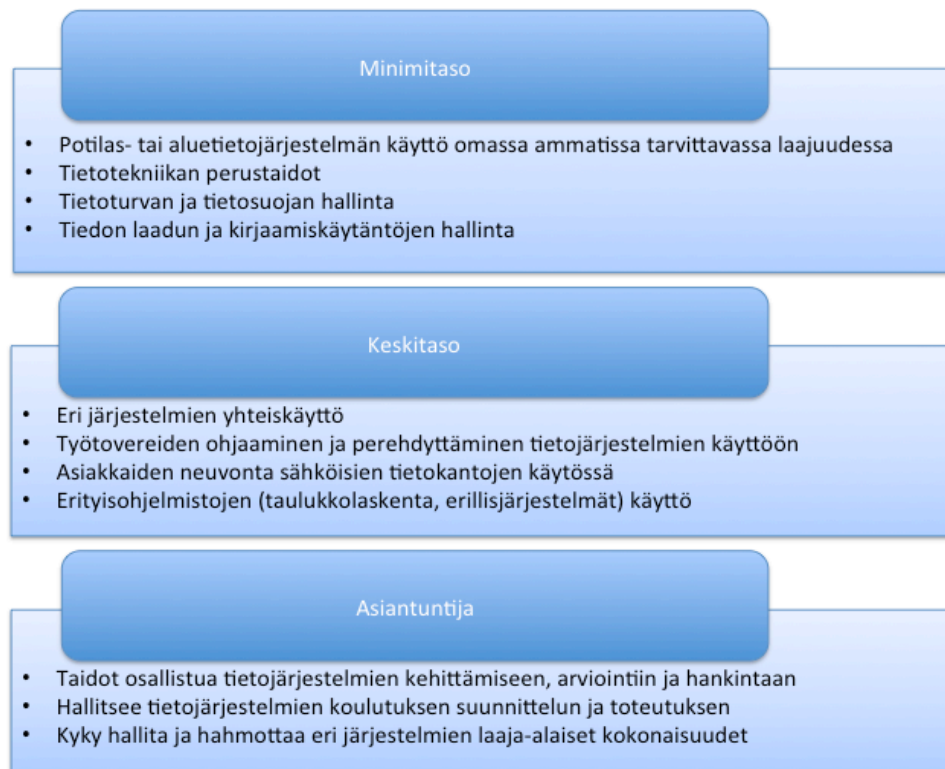 Minimitaso
• Potilas- tai aluetietojärjestelmän käyttö omassa ammatissa tarvittavassa laajuudessa
• Tietotekniikan perustaidot
• Tietoturvan ja tietosuojan hallinta
• Tiedon laadun ja kirjaamiskäytäntöjen hallinta
Keskitaso
• Eri järjestelmien yhteiskäyttö
• Työtovereiden ohjaaminen ja perehdyttäminen tietojärjestelmien käyttöön
• Asiakkaiden neuvonta sähköisien tietokantojen käytössä
• Erityisohjelmistojen (taulukkolaskenta, erillisjärjestelmät) käyttö
Asiantuntija
• Taidot osallistua tietojärjestelmien kehittämiseen, arviointiin ja hankintaan
• Hallitsee tietojärjestelmien koulutuksen suunnittelun ja toteutuksen
• Kyky hallita ja hahmottaa eri järjestelmien laaja-alaiset kokonaisuudet